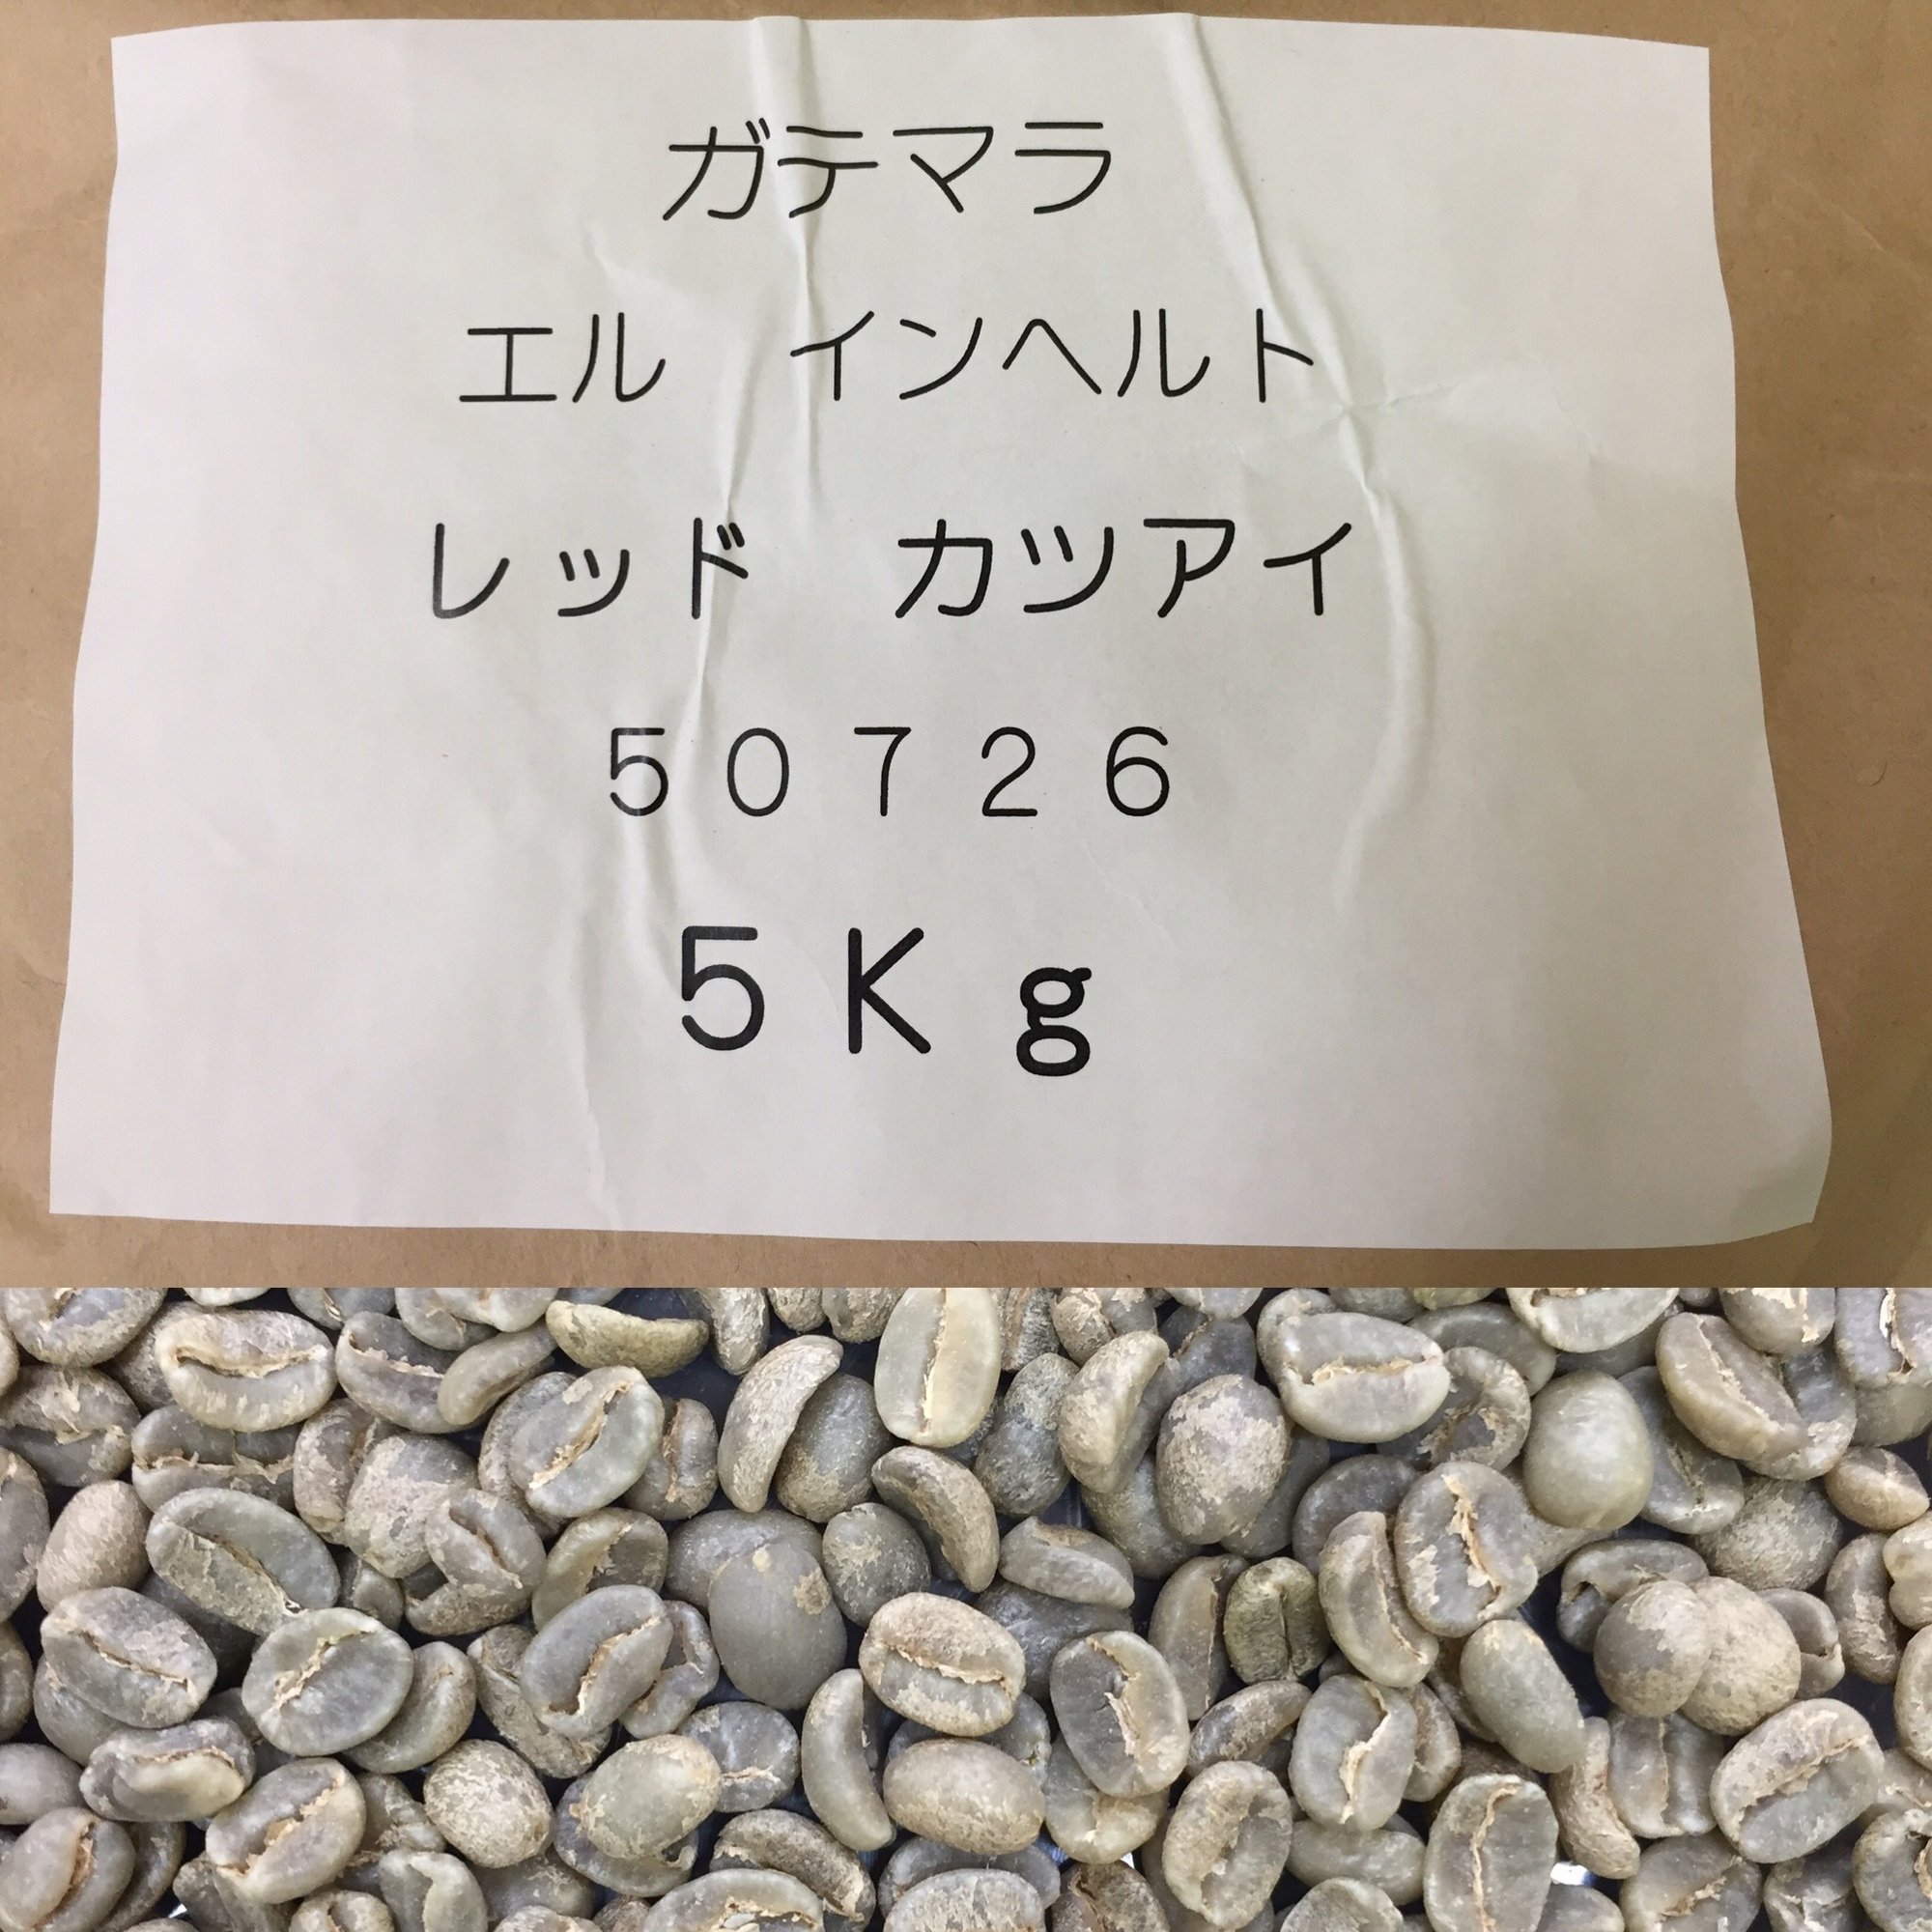 ガテマラ
エル　インヘルト
レッド　カツアイ
５０７２６
５Ｋｇ